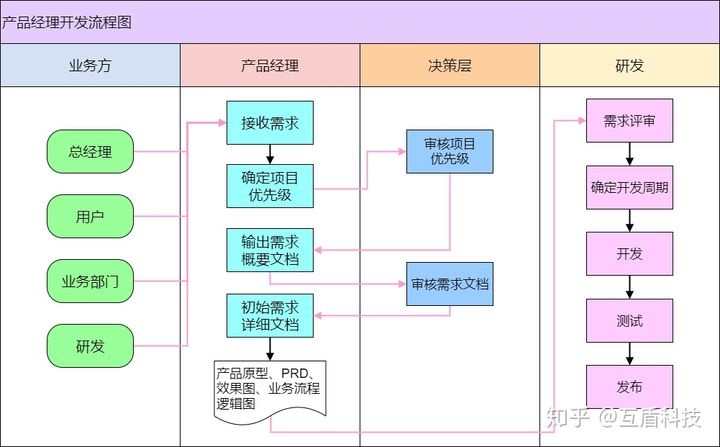 产品经理开发流程图
业务方
产品经理
决策层
研发
总经理
用户
业务部门
研发
接收需求
确定项目
优先级
输出需求
概要文档
初始需求
详细文档
产品原型、PRD、
效果图、业务流程
逻辑图
审核项目
优先级
审核需求文档
需求评审
确定开发周期
开发
测试
发布
知乎 @互盾科技